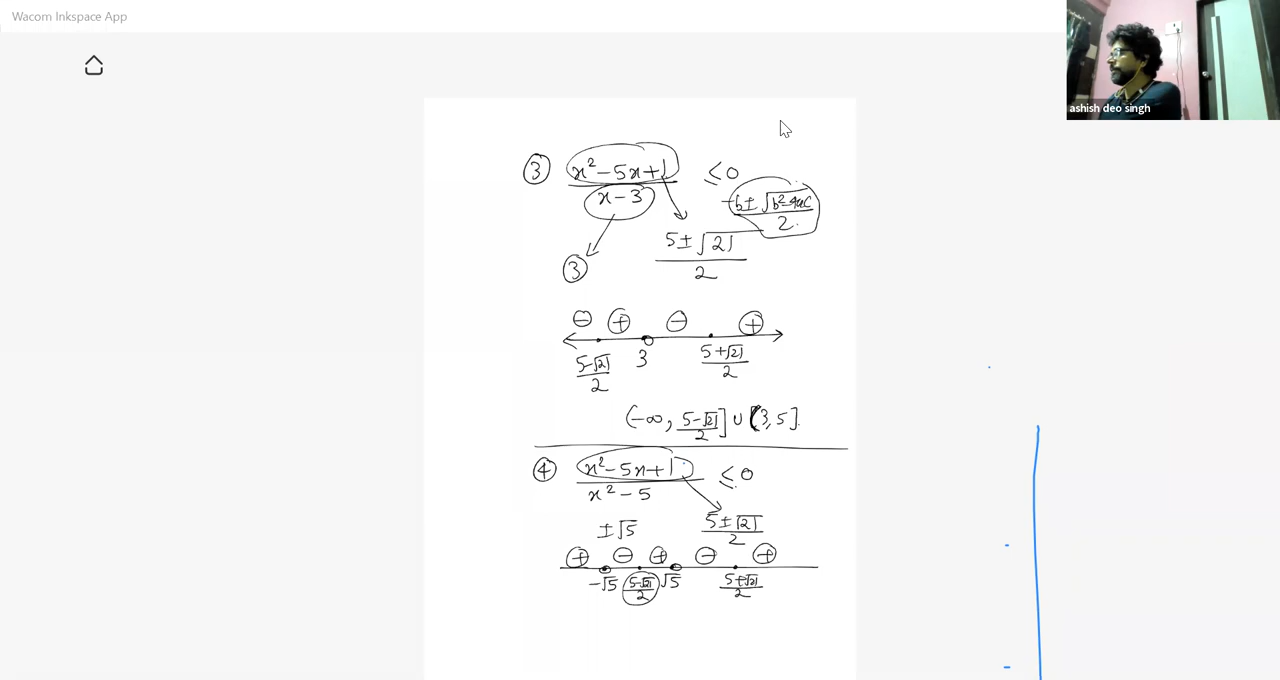 Wacom Inkspace App
ashish deo singh
③ (x² - 5x + 1)/(x - 3) ≤ 0
(-b ± √(b² - 4ac))/2
(5 ± √21)/2
③
⊖ ⊕ ⊖ ⊕
(5 - √21)/2 3 (5 + √21)/2
(-∞, (5 - √21)/2] ∪ (3, 5].
④ (x² - 5x + 1)/(x² - 5) ≤ 0
± √5 (5 ± √21)/2
⊕ ⊖ ⊕ ⊖ ⊕
-√5 (5 - √21)/2 √5 (5 + √21)/2